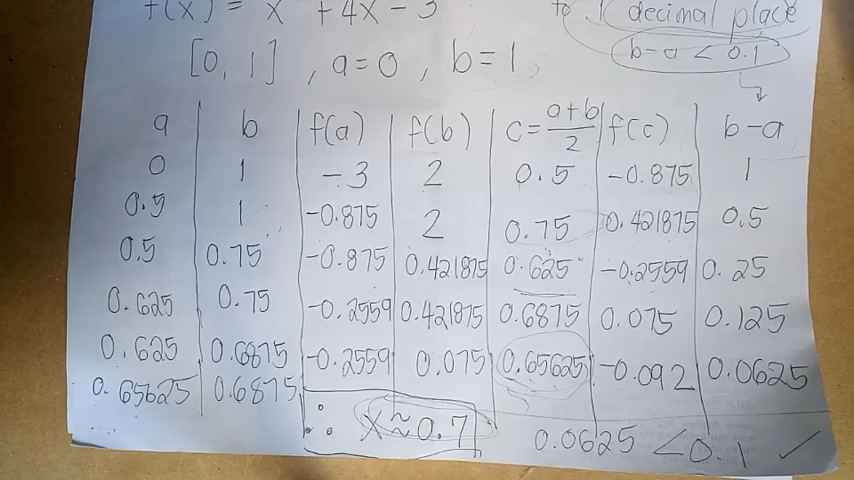 f(x) = x + 4x - 3
to .1 decimal place
[0, 1] , a=0 , b=1,
b-a < 0.1
a b f(a) f(b) c = a+b/2 f(c) b-a
0 1 -3 2 0.5 -0.875 1
0.5 1 -0.875 2 0.75 0.421875 0.5
0.5 0.75 -0.875 0.421875 0.625 -0.2559 0.25
0.625 0.75 -0.2559 0.421875 0.6875 0.075 0.125
0.625 0.6875 -0.2559 0.075 0.65625 -0.092 0.0625
0.65625 0.6875
∴ x≈0.7 0.0625 <0.1 ✓